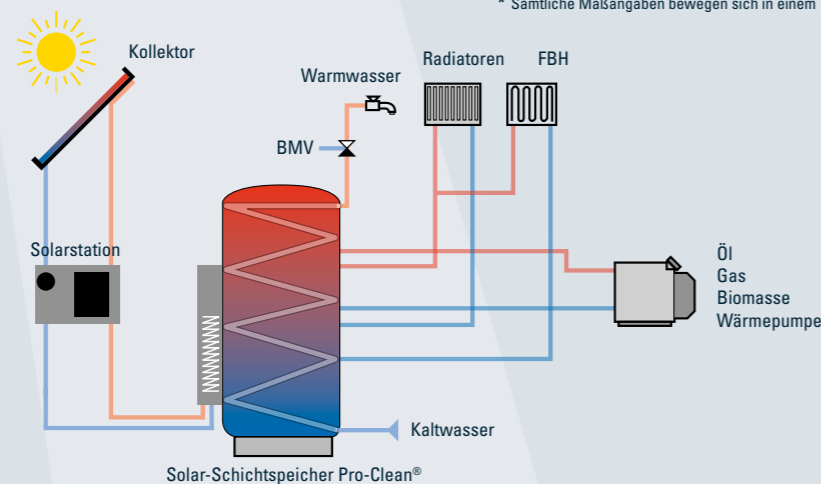 * Sämtliche Maßangaben bewegen sich in einem
Kollektor
Radiatoren
FBH
Warmwasser
BMV
Solarstation
Öl
Gas
Biomasse
Wärmepumpe
Kaltwasser
Solar-Schichtspeicher Pro-Clean®